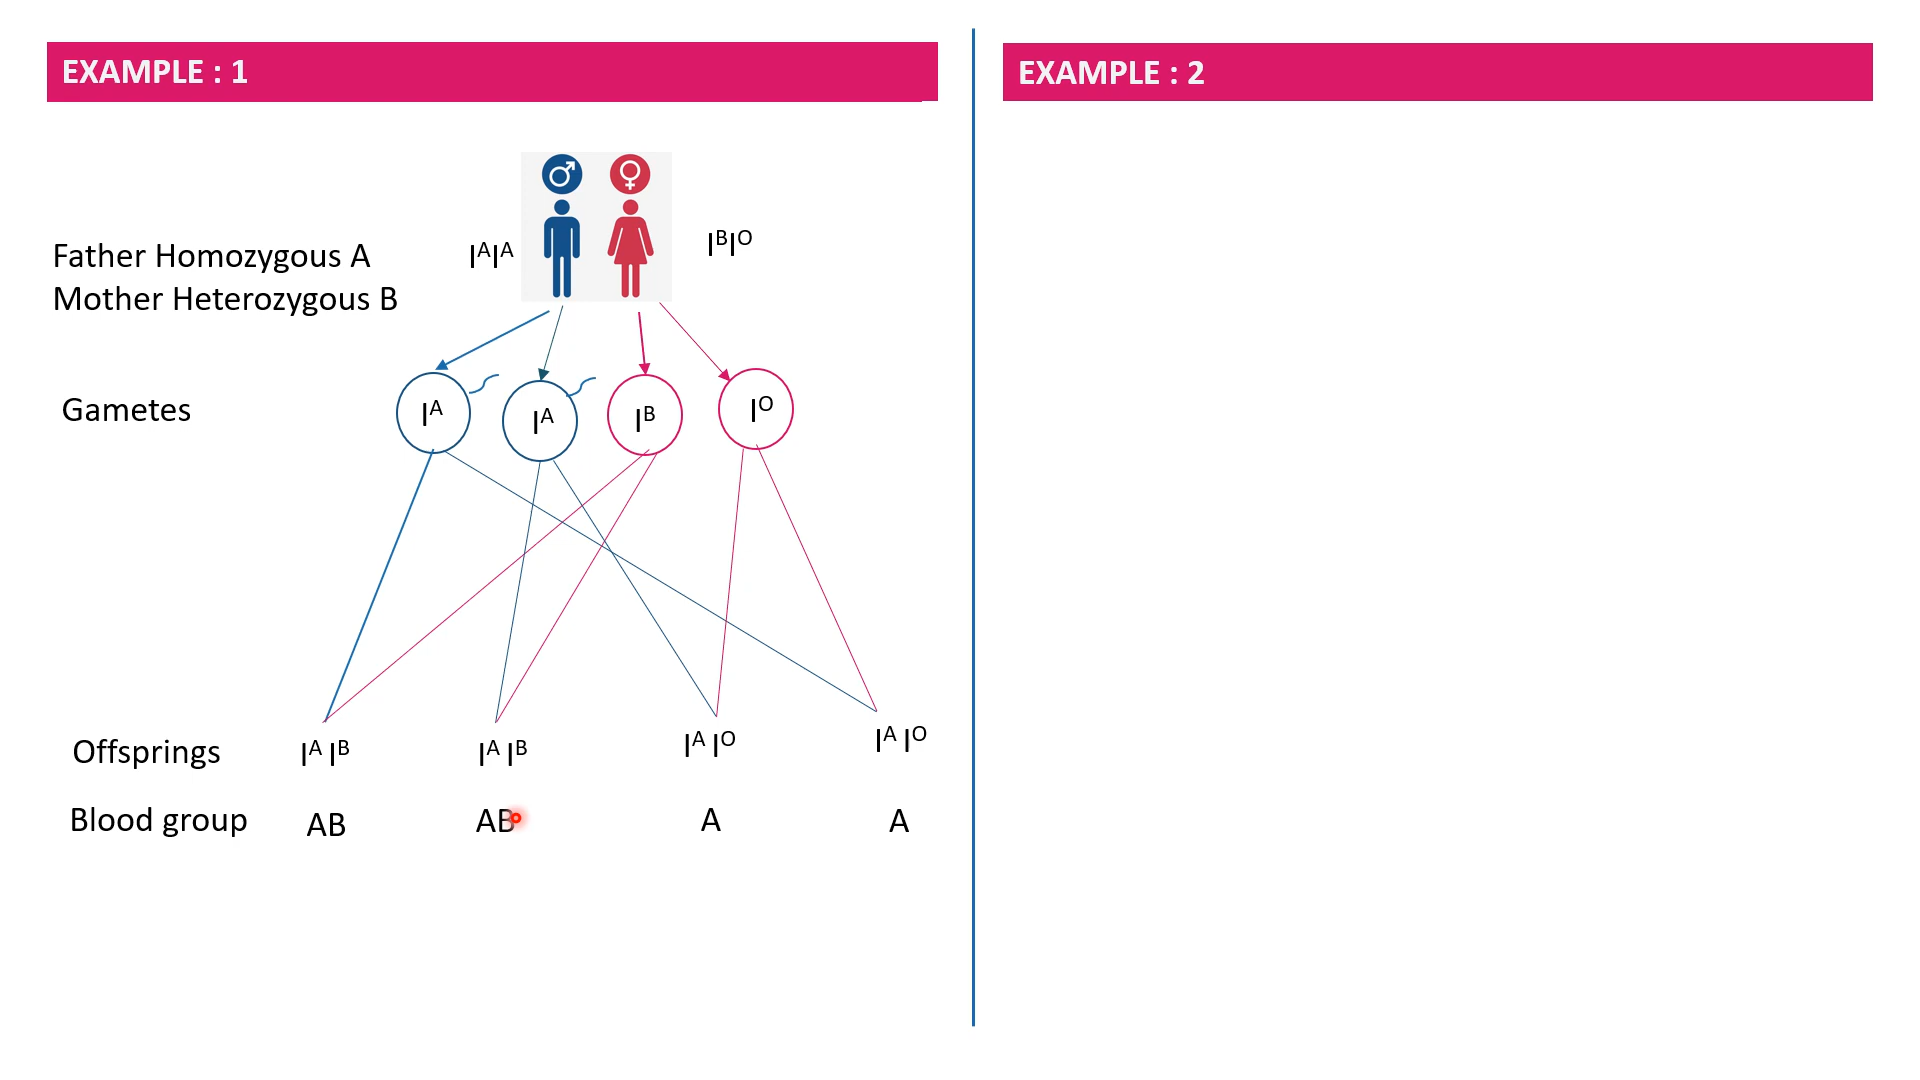 EXAMPLE : 1
EXAMPLE : 2
Father Homozygous A
Mother Heterozygous B
IᴬIᴬ
IᴮIᴼ
Gametes
Iᴬ
Iᴬ
Iᴮ
Iᴼ
Offsprings
Iᴬ Iᴮ
Iᴬ Iᴮ
Iᴬ Iᴼ
Iᴬ Iᴼ
Blood group
AB
AB
A
A